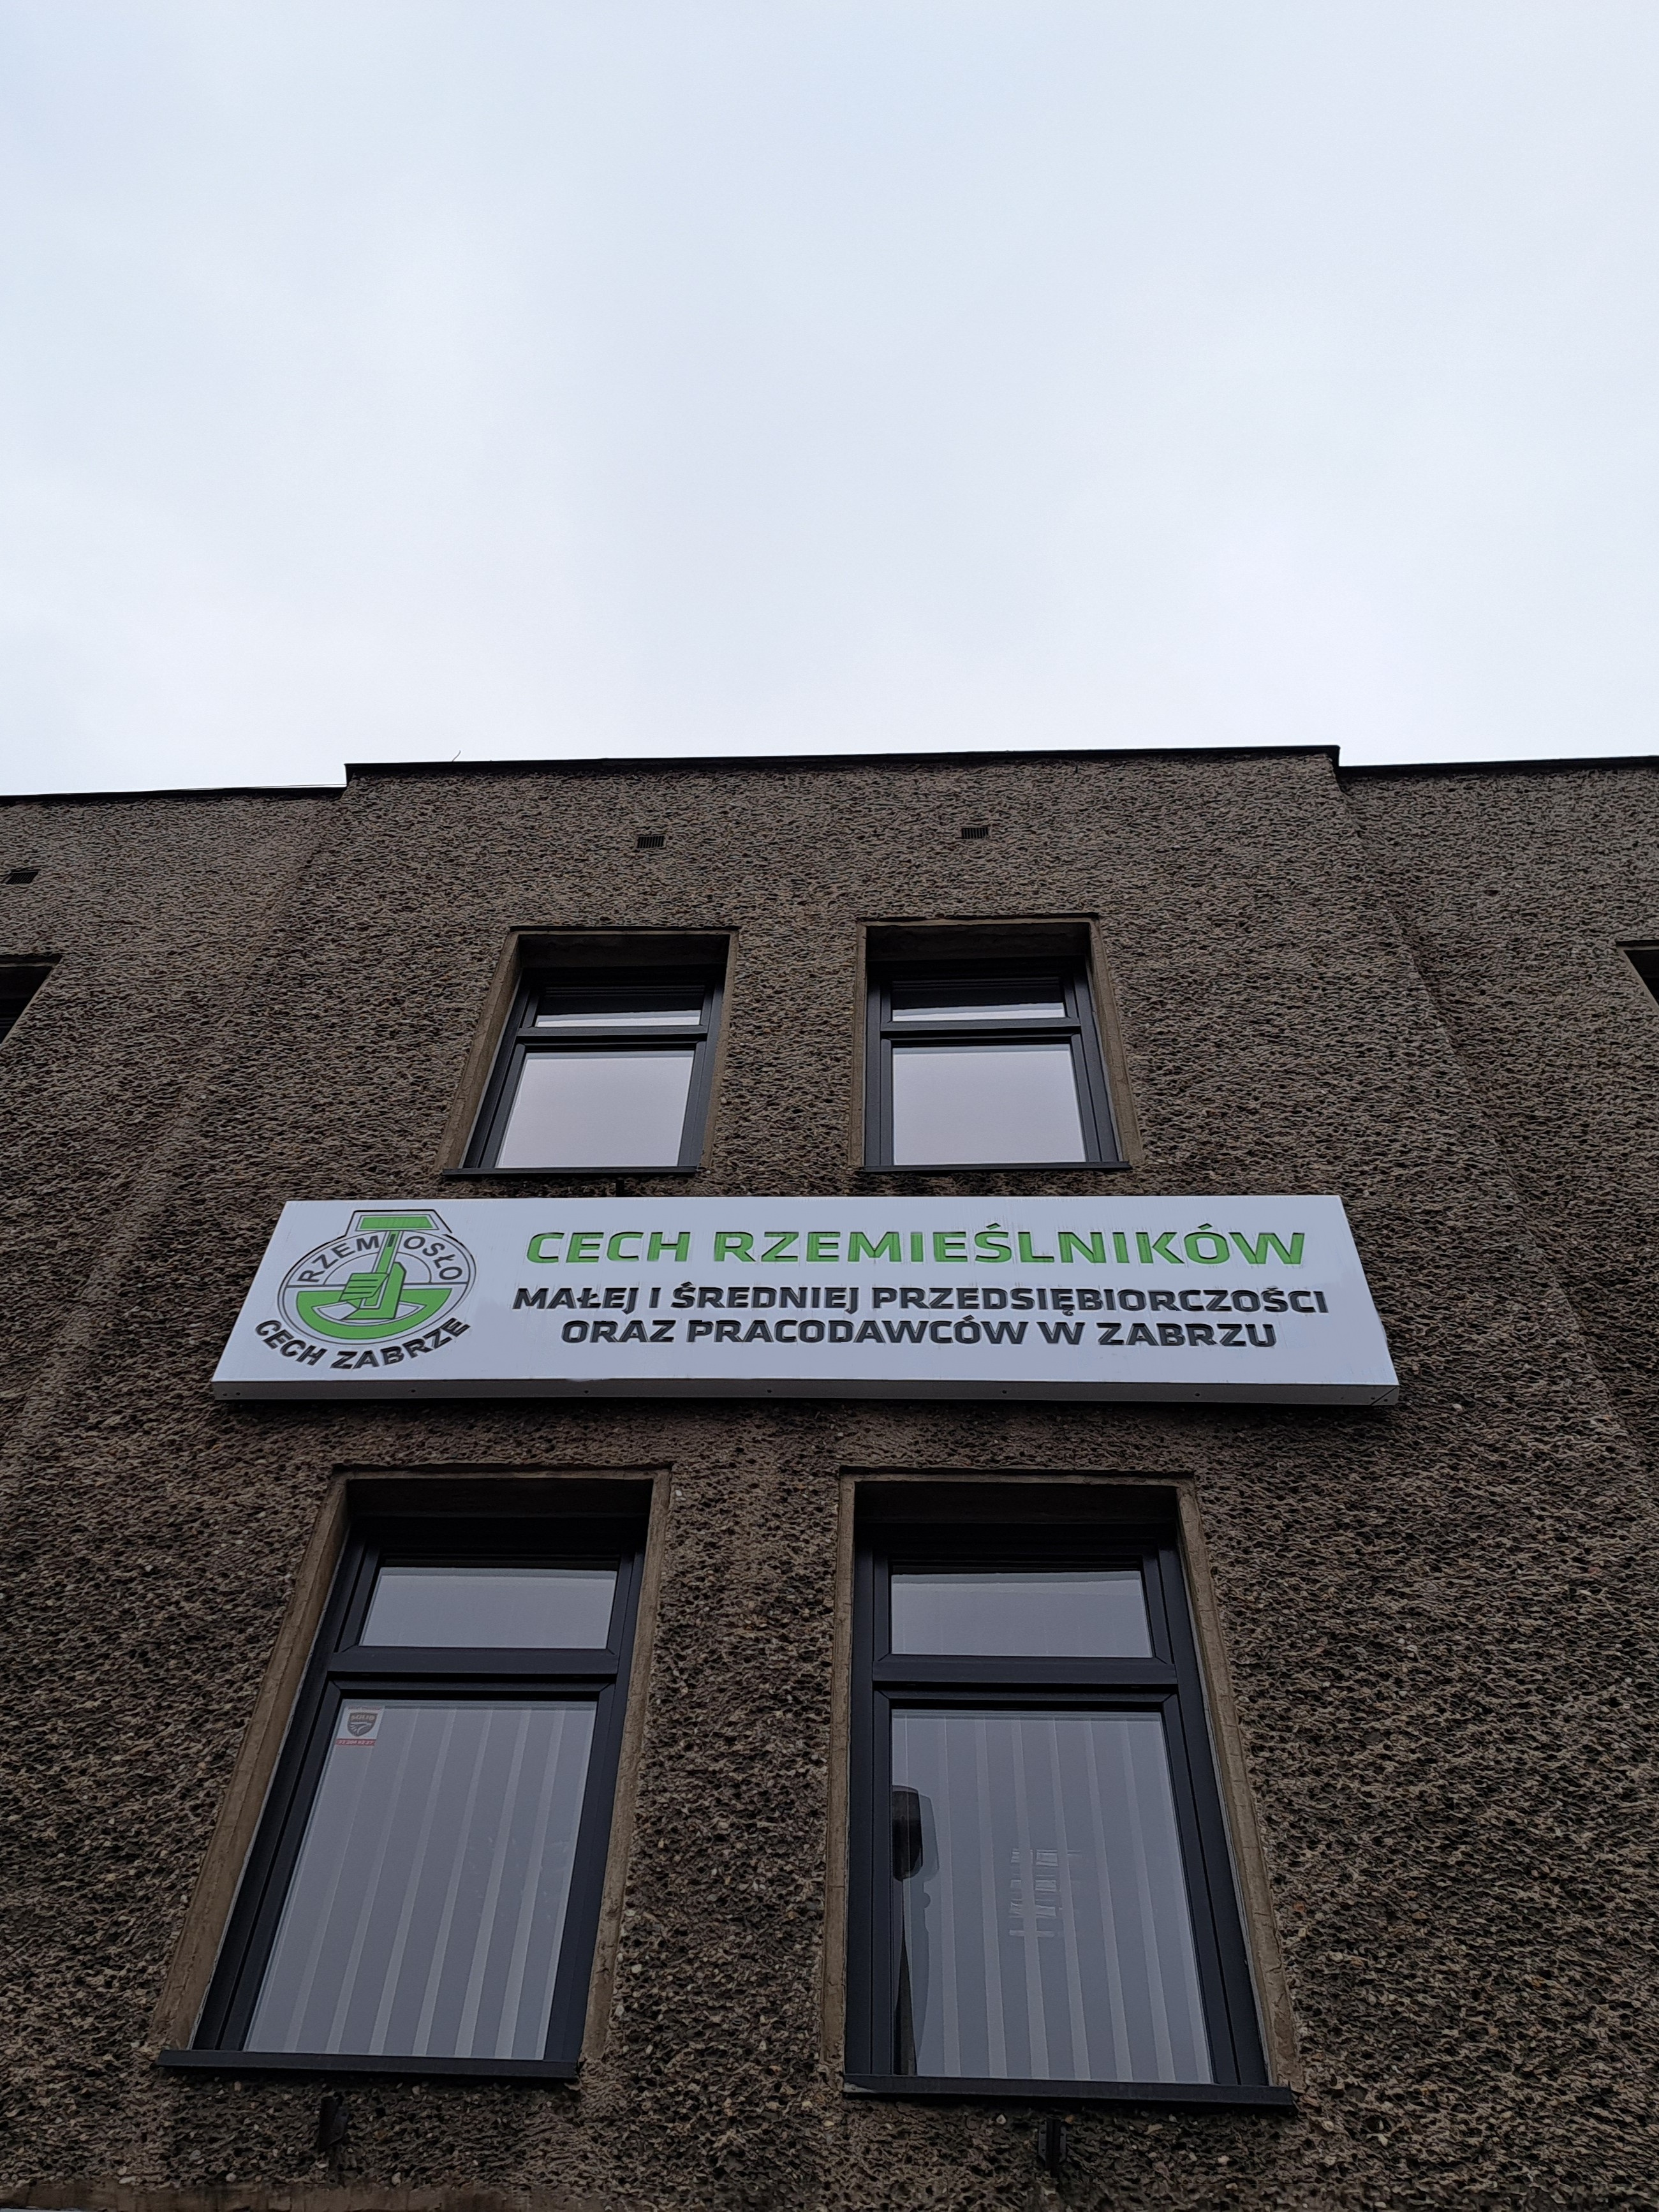 RZEMIOSŁO
CECH ZABRZE
CECH RZEMIEŚLNIKÓW
MAŁEJ I ŚREDNIEJ PRZEDSIĘBIORCZOŚCI
ORAZ PRACODAWCÓW W ZABRZU